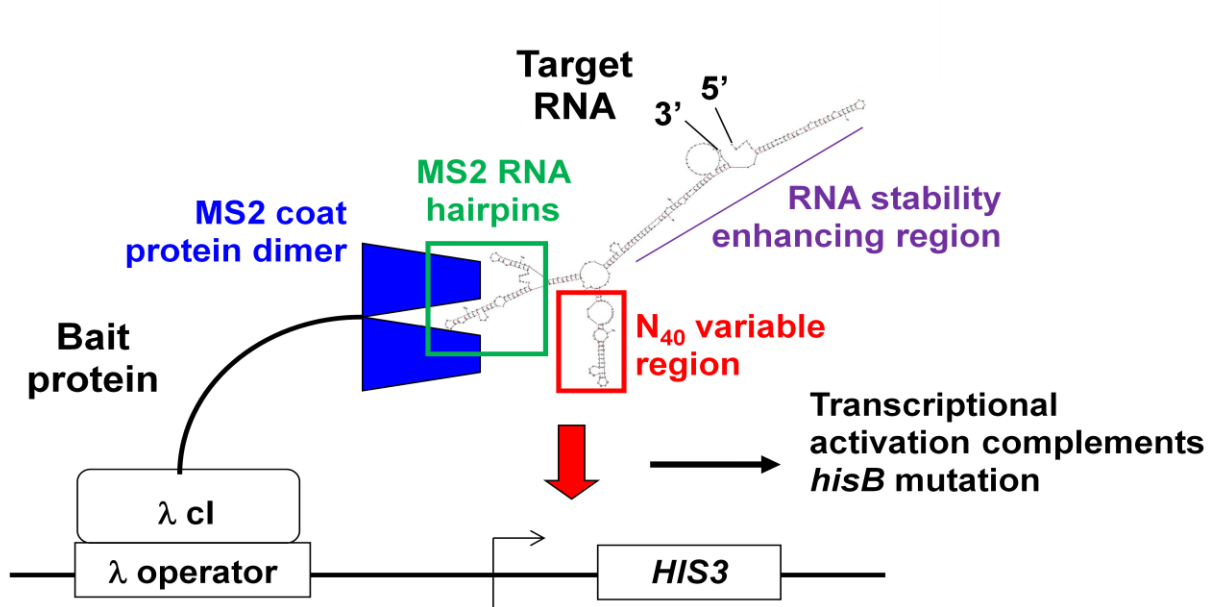 Target
RNA
5’
3’
MS2 RNA
hairpins
MS2 coat
protein dimer
RNA stability
enhancing region
Bait
protein
N40 variable
region
Transcriptional
activation complements
hisB mutation
λ cI
λ operator
HIS3